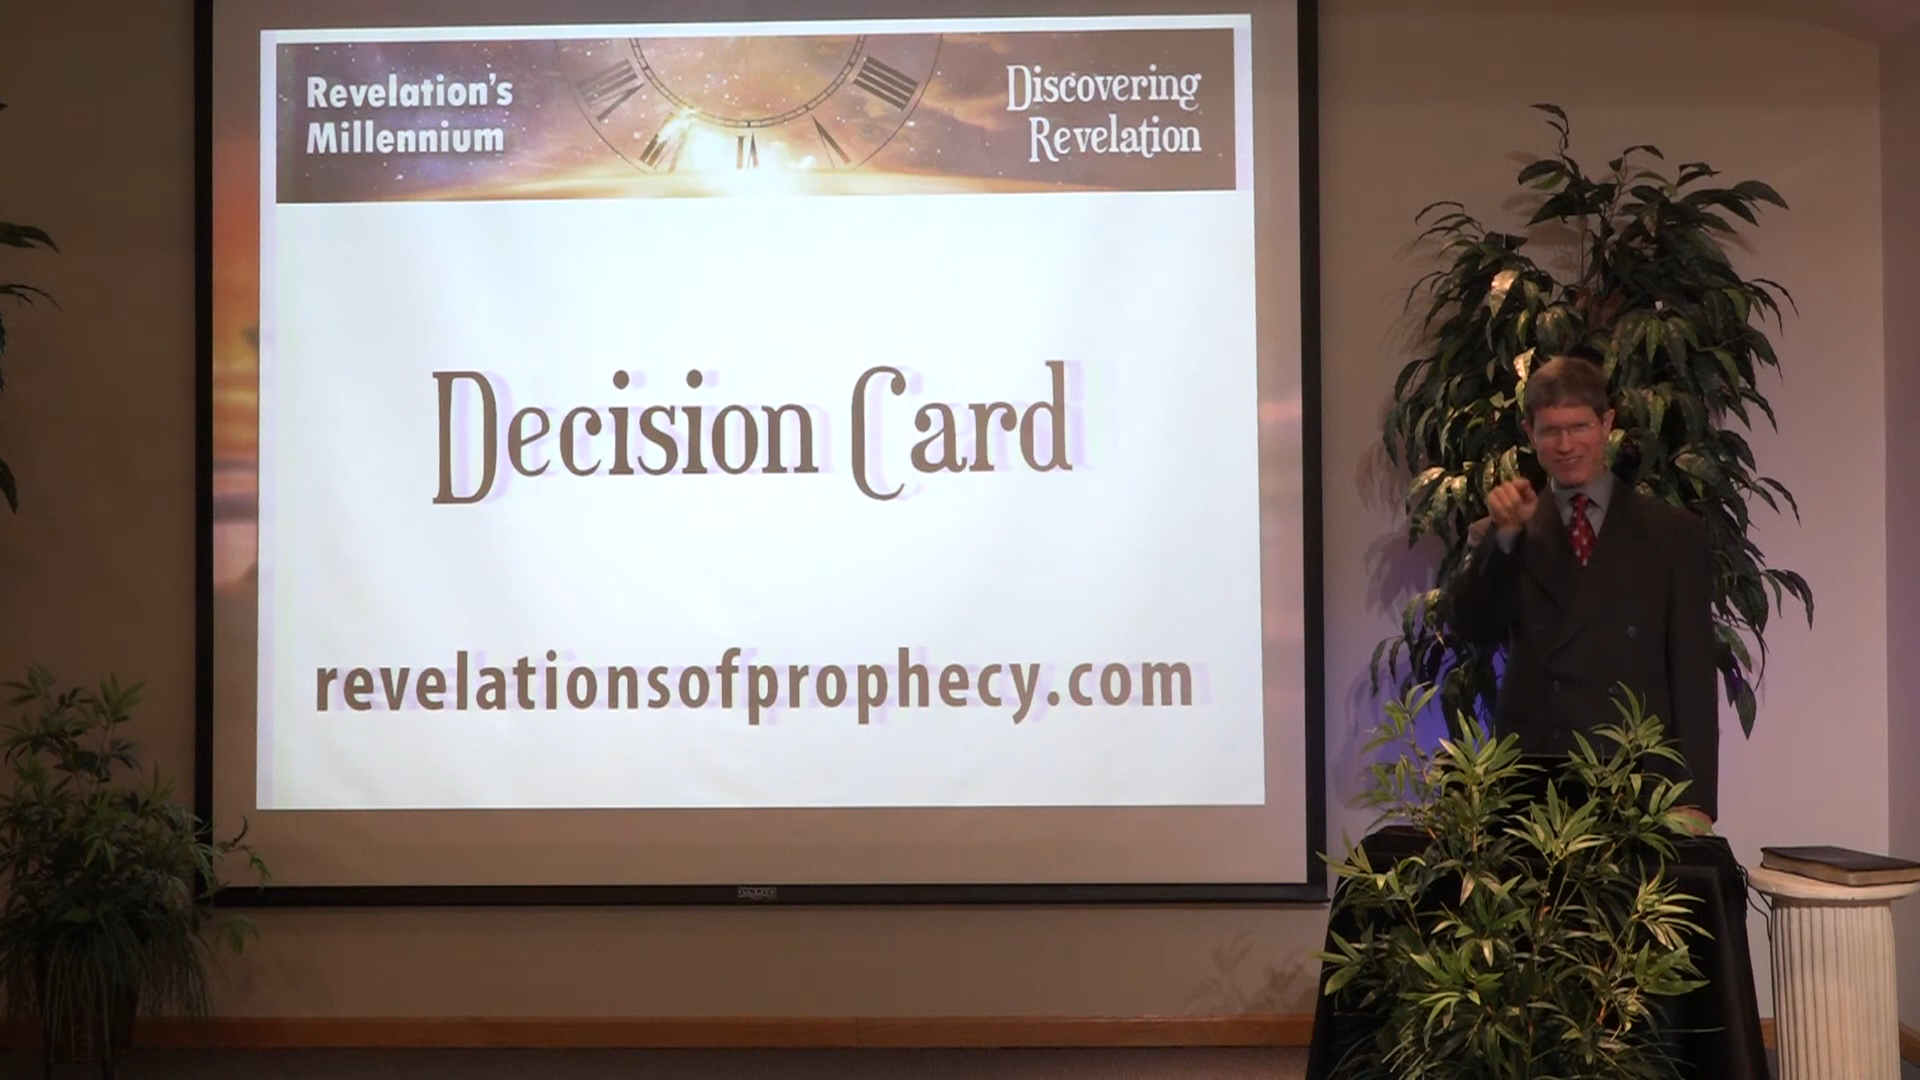 Revelation's
Millennium
Discovering
Revelation
Decision Card
revelationsofprophecy.com